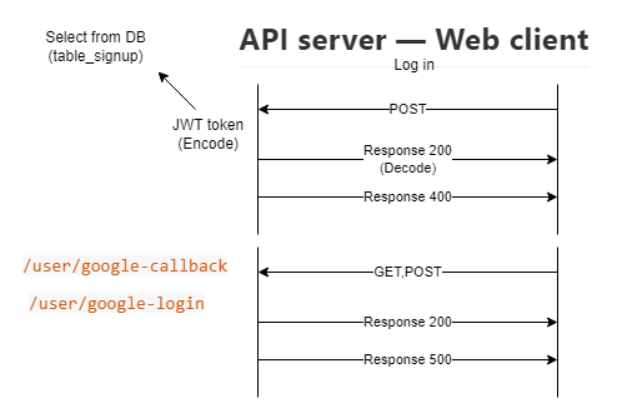 Select from DB
(table_signup)
API server — Web client
Log in
POST
JWT token
(Encode)
Response 200
(Decode)
Response 400
/user/google-callback
GET,POST
/user/google-login
Response 200
Response 500